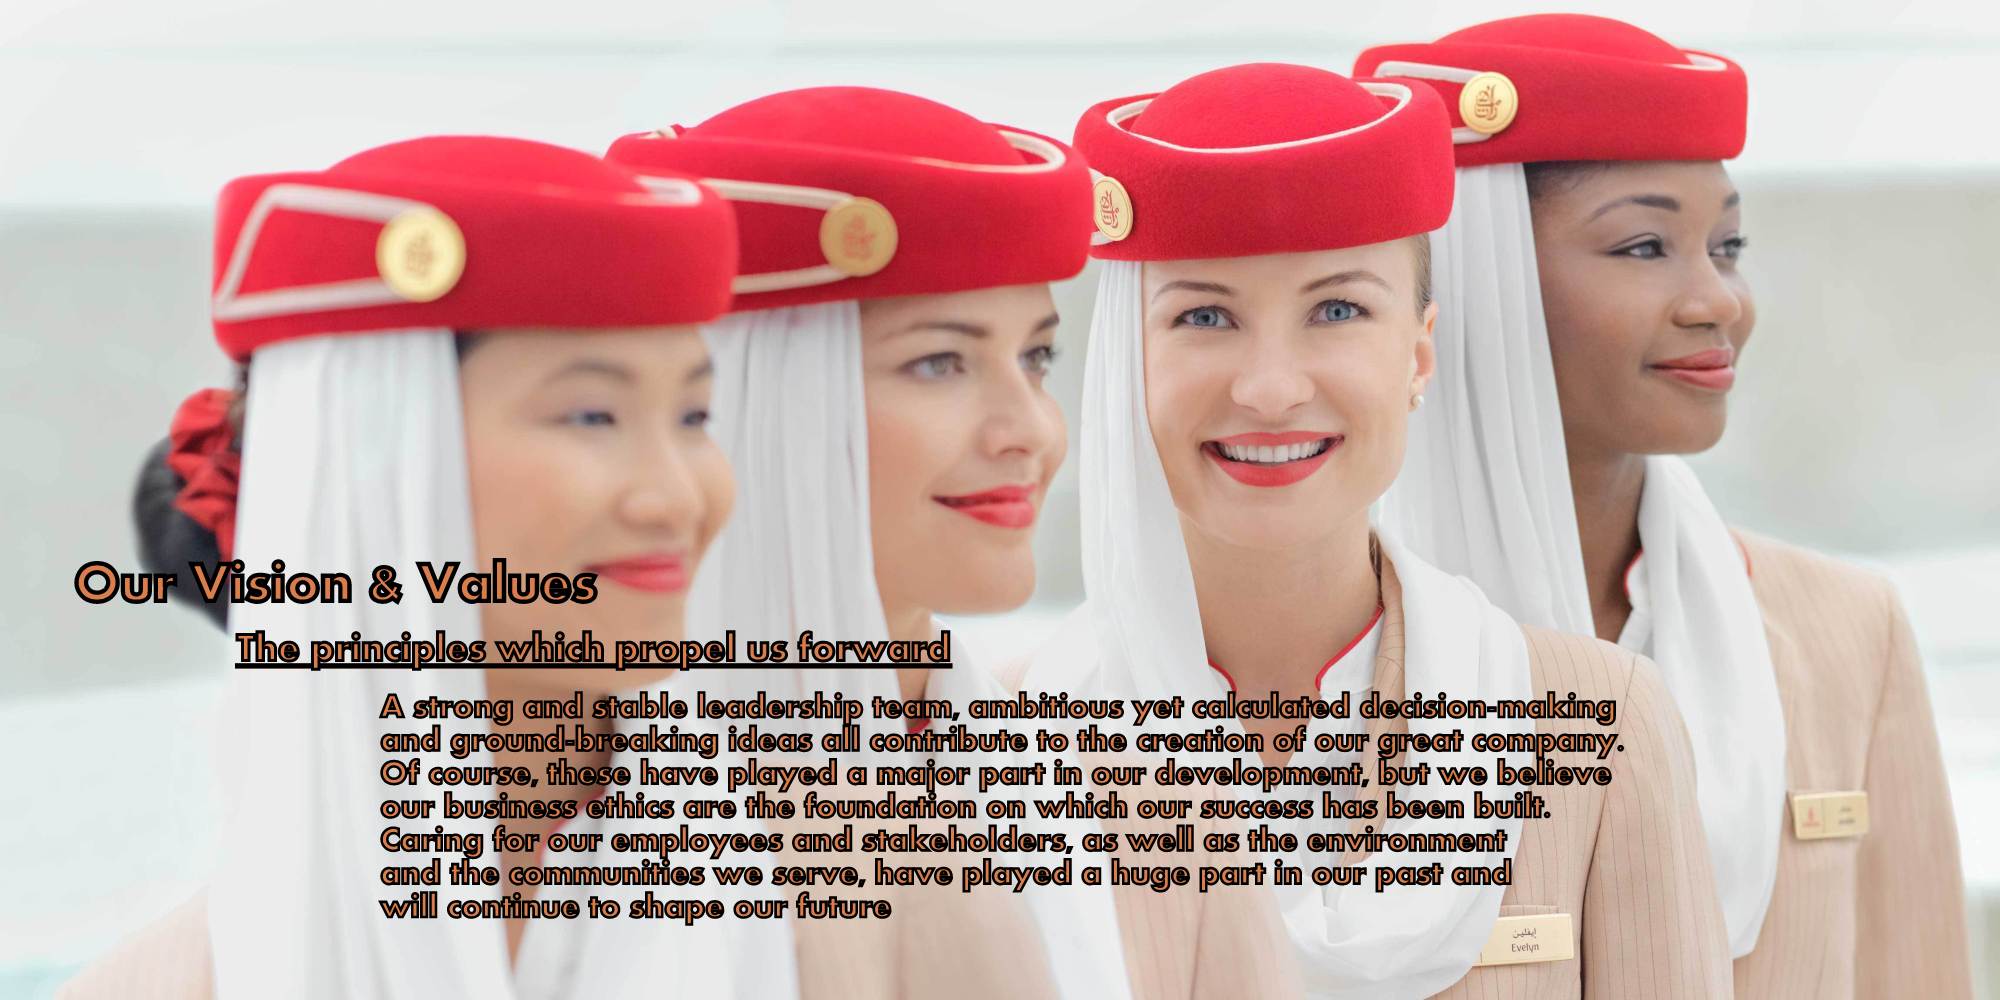 Our Vision & Values
The principles which propel us forward
A strong and stable leadership team, ambitious yet calculated decision-making
and ground-breaking ideas all contribute to the creation of our great company.
Of course, these have played a major part in our development, but we believe
our business ethics are the foundation on which our success has been built.
Caring for our employees and stakeholders, as well as the environment
and the communities we serve, have played a huge part in our past and
will continue to shape our future
إيفلين
Evelyn